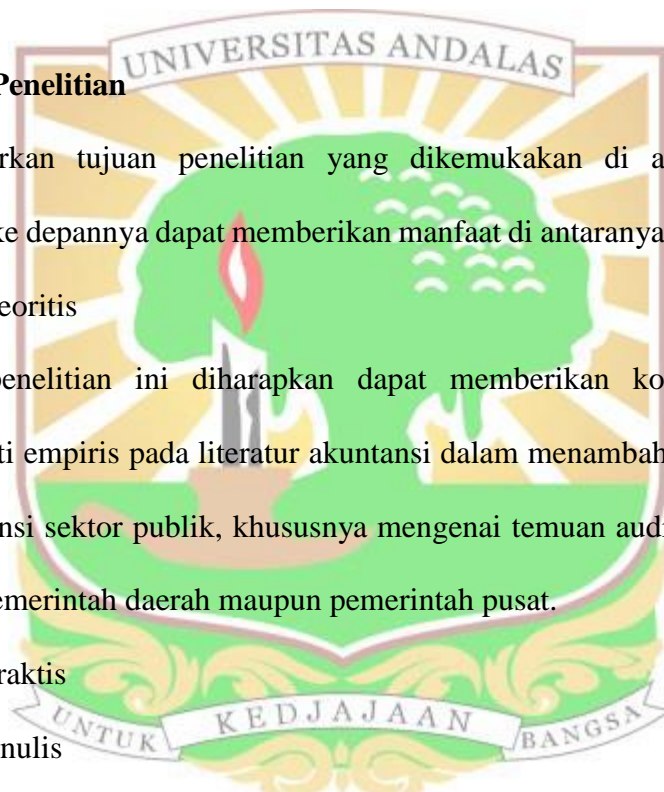 UNIVERSITAS ANDALAS
Penelitian
rkan tujuan penelitian yang dikemukakan di a
ke depannya dapat memberikan manfaat di antaranya
eoritis
penelitian ini diharapkan dapat memberikan ko
ti empiris pada literatur akuntansi dalam menambah
nsi sektor publik, khususnya mengenai temuan audi
emerintah daerah maupun pemerintah pusat.
raktis
UNTUK KEDJAJAAN BANGSA
nulis